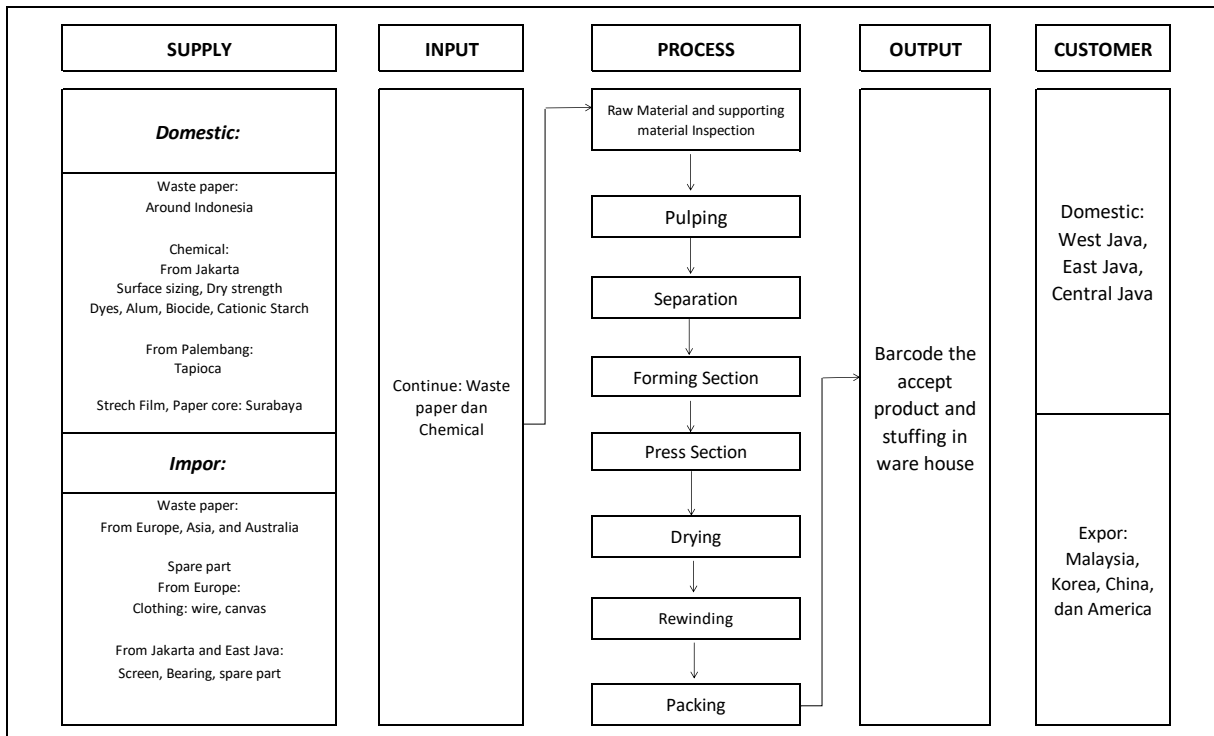 SUPPLY
INPUT
PROCESS
OUTPUT
CUSTOMER
Domestic:
Waste paper:
Around Indonesia
Chemical:
From Jakarta
Surface sizing, Dry strength
Dyes, Alum, Biocide, Cationic Starch
From Palembang:
Tapioca
Strech Film, Paper core: Surabaya
Impor:
Waste paper:
From Europe, Asia, and Australia
Spare part
From Europe:
Clothing: wire, canvas
From Jakarta and East Java:
Screen, Bearing, spare part
Continue: Waste
paper dan
Chemical
Raw Material and supporting
material Inspection
Pulping
Separation
Forming Section
Press Section
Drying
Rewinding
Packing
Barcode the
accept
product and
stuffing in
ware house
Domestic:
West Java,
East Java,
Central Java
Expor:
Malaysia,
Korea, China,
dan America